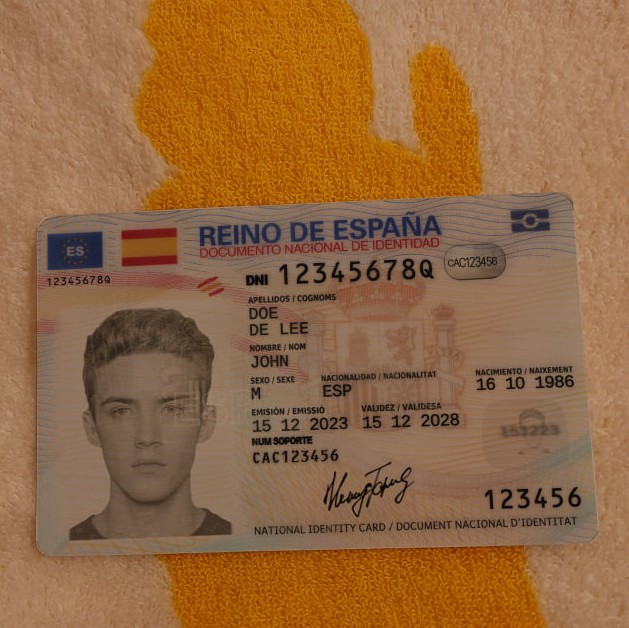 ES
REINO DE ESPAÑA
DOCUMENTO NACIONAL DE IDENTIDAD
12345678Q
DNI 12345678Q
CAC123456
APELLIDOS / COGNOMS
DOE
DE LEE
NOMBRE / NOM
JOHN
SEXO / SEXE NACIONALIDAD / NACIONALITAT NACIMIENTO / NAIXEMENT
M ESP 16 10 1986
EMISIÓN / EMISSIÓ VALIDEZ / VALIDESA
15 12 2023 15 12 2028
NUM SOPORTE
CAC123456
123456
NATIONAL IDENTITY CARD / DOCUMENT NACIONAL D'IDENTITAT